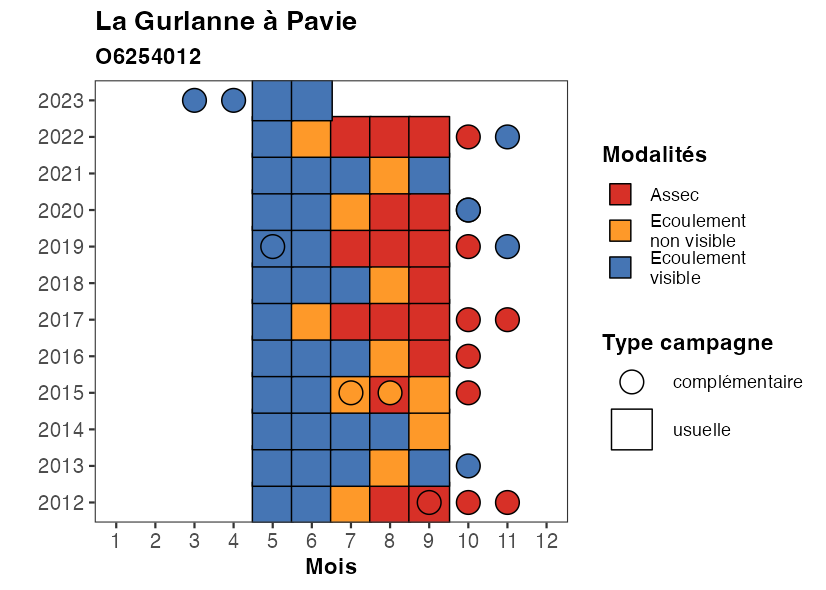 La Gurlanne à Pavie
O6254012
2023
2022
2021
2020
2019
2018
2017
2016
2015
2014
2013
2012
1 2 3 4 5 6 7 8 9 10 11 12
Mois
Modalités
Assec
Ecoulement
non visible
Ecoulement
visible
Type campagne
complémentaire
usuelle